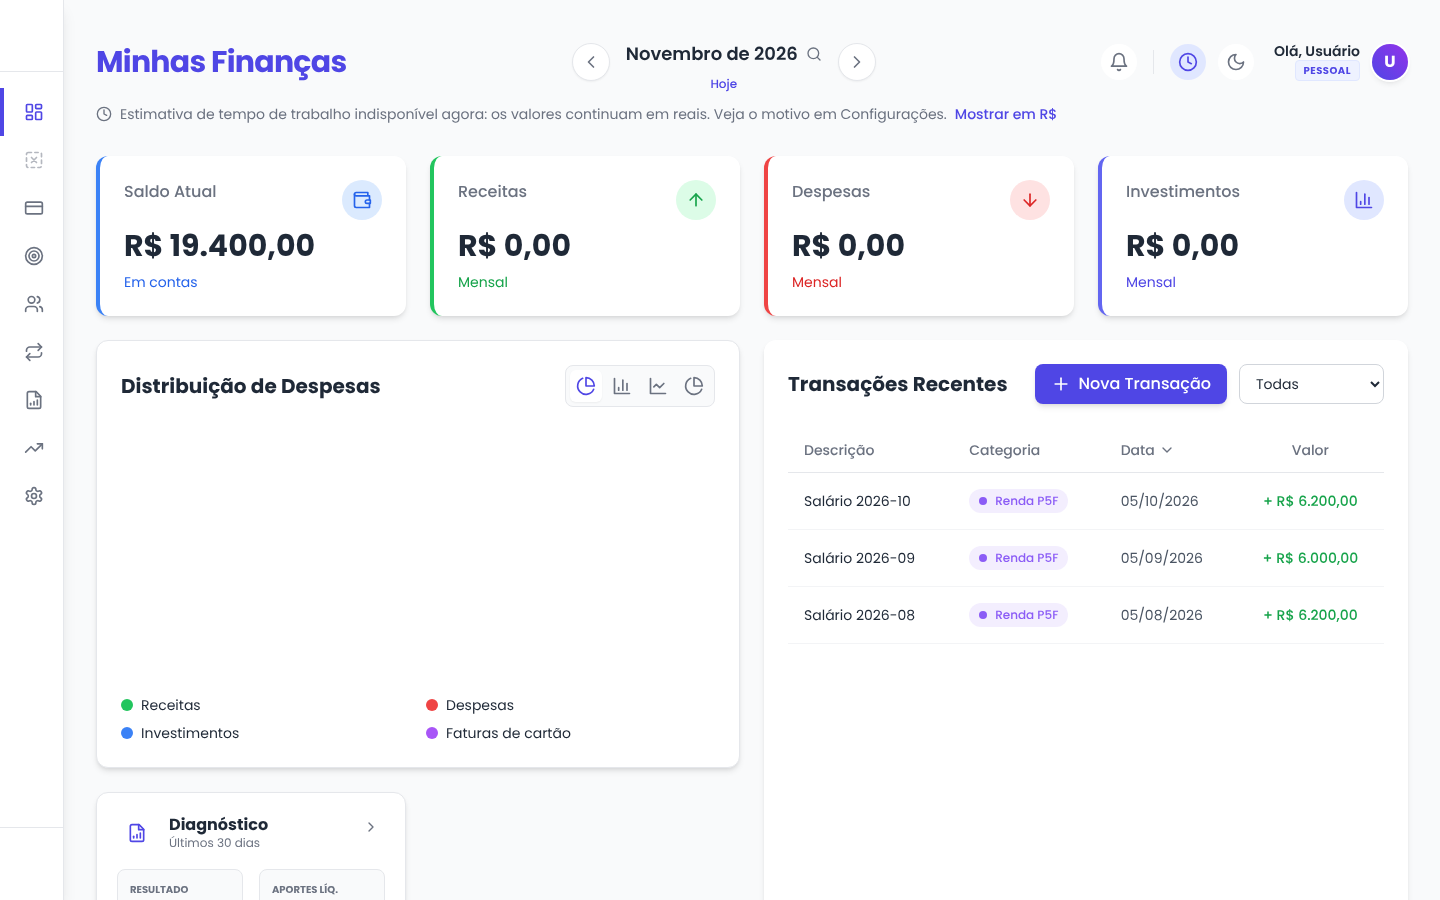 Minhas Finanças
Novembro de 2026
Hoje
Olá, Usuário
PESSOAL
U
Estimativa de tempo de trabalho indisponível agora: os valores continuam em reais. Veja o motivo em Configurações. Mostrar em R$
Saldo Atual
R$ 19.400,00
Em contas
Receitas
R$ 0,00
Mensal
Despesas
R$ 0,00
Mensal
Investimentos
R$ 0,00
Mensal
Distribuição de Despesas
Receitas
Despesas
Investimentos
Faturas de cartão
Transações Recentes
Nova Transação
Todas
Descrição Categoria Data Valor
Salário 2026-10 Renda P5F 05/10/2026 + R$ 6.200,00
Salário 2026-09 Renda P5F 05/09/2026 + R$ 6.000,00
Salário 2026-08 Renda P5F 05/08/2026 + R$ 6.200,00
Diagnóstico
Últimos 30 dias
RESULTADO
APORTES LÍQ.